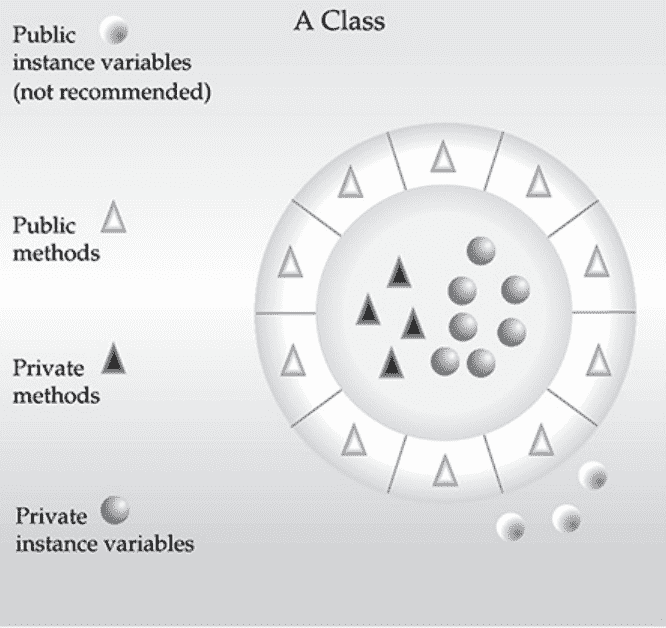 A Class
Public
instance variables
(not recommended)
Public
methods
Private
methods
Private
instance variables